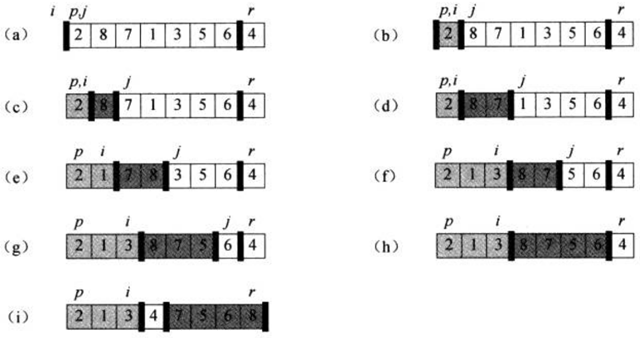 i p,j r
(a) 2 8 7 1 3 5 6 4
p,i j r
(b) 2 8 7 1 3 5 6 4
p,i j r
(c) 2 8 7 1 3 5 6 4
p,i j r
(d) 2 8 7 1 3 5 6 4
p i j r
(e) 2 1 7 8 3 5 6 4
p i j r
(f) 2 1 3 8 7 5 6 4
p i j r
(g) 2 1 3 8 7 5 6 4
p i r
(h) 2 1 3 8 7 5 6 4
p i r
(i) 2 1 3 4 7 5 6 8